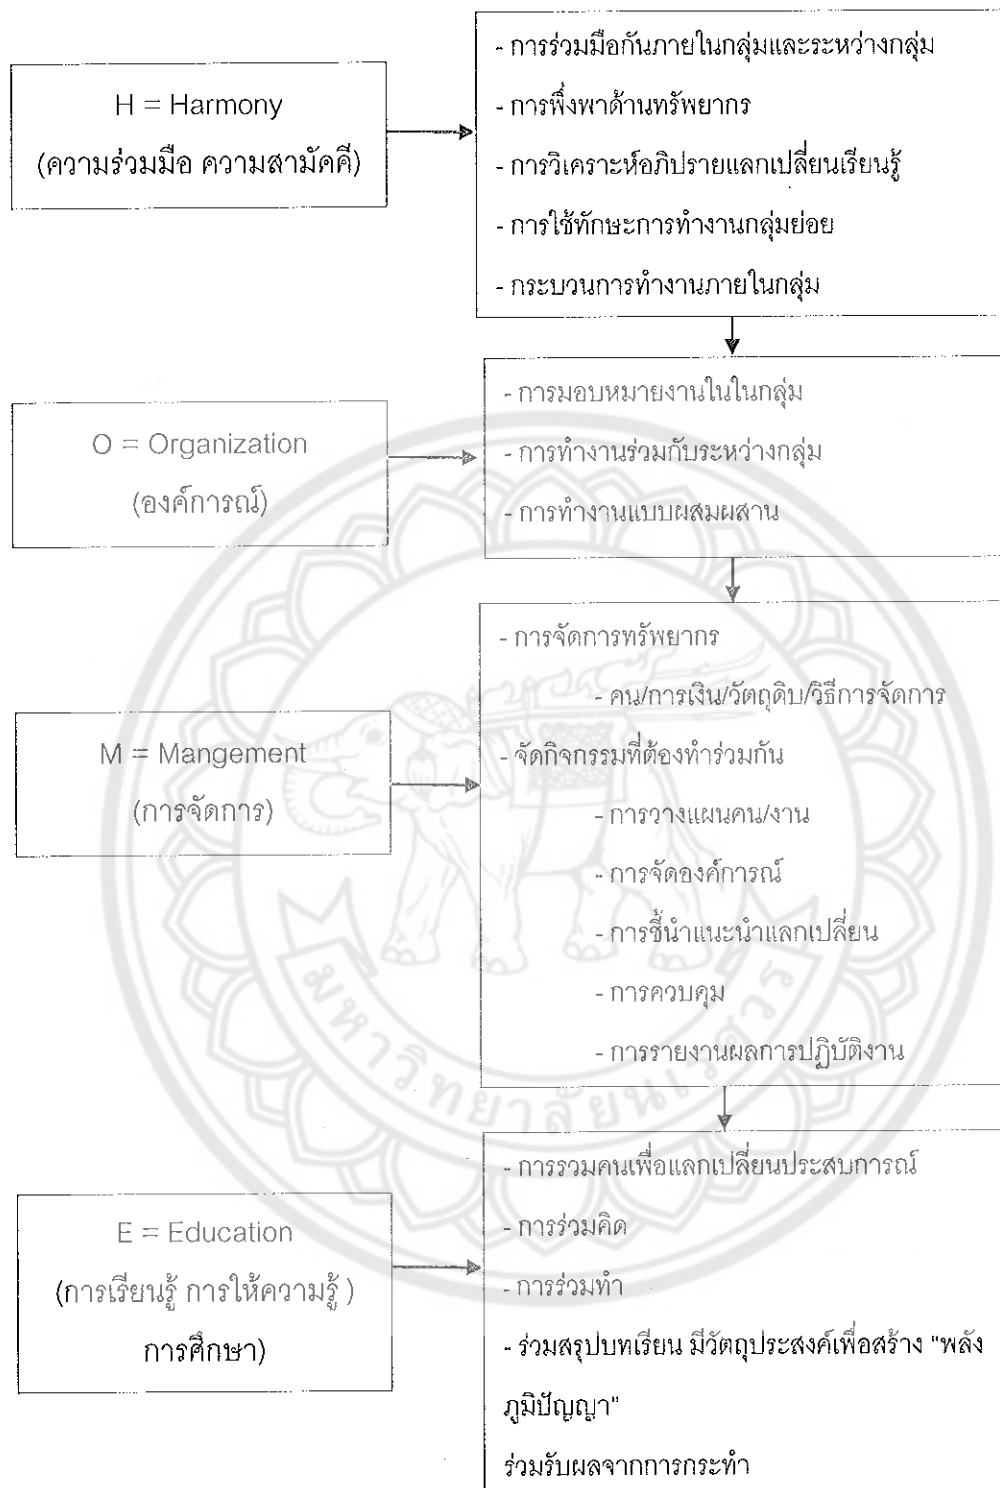 H = Harmony
(ความร่วมมือ ความสามัคคี)
- การร่วมมือกันภายในกลุ่มและระหว่างกลุ่ม
- การพึ่งพาด้านทรัพยากร
- การวิเคราะห์อภิปรายแลกเปลี่ยนเรียนรู้
- การใช้ทักษะการทำงานกลุ่มย่อย
- กระบวนการทำงานภายในกลุ่ม
O = Organization
(องค์การณ์)
- การมอบหมายงานในในกลุ่ม
- การทำงานร่วมกับระหว่างกลุ่ม
- การทำงานแบบผสมผสาน
M = Mangement
(การจัดการ)
- การจัดการทรัพยากร
- คน/การเงิน/วัตถุดิบ/วิธีการจัดการ
- จัดกิจกรรมที่ต้องทำร่วมกัน
- การวางแผนคน/งาน
- การจัดองค์การณ์
- การชี้นำแนะนำแลกเปลี่ยน
- การควบคุม
- การรายงานผลการปฏิบัติงาน
E = Education
(การเรียนรู้ การให้ความรู้ )
การศึกษา)
- การรวมคนเพื่อแลกเปลี่ยนประสบการณ์
- การร่วมคิด
- การร่วมทำ
- ร่วมสรุปบทเรียน มีวัตถุประสงค์เพื่อสร้าง "พลัง
ภูมิปัญญา"
ร่วมรับผลจากการกระทำ
มหาวิทยาลัยนเรศวร